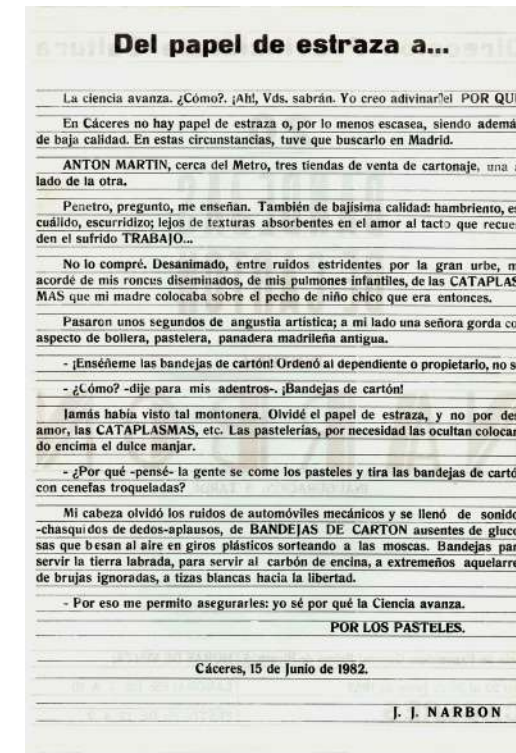 Del papel de estraza a...
La ciencia avanza. ¿Cómo?. ¡Ah!, Vds. sabrán. Yo creo adivinar el POR QUE
En Cáceres no hay papel de estraza o, por lo menos escasea, siendo ademá
de baja calidad. En estas circunstancias, tuve que buscarlo en Madrid.
ANTON MARTIN, cerca del Metro, tres tiendas de venta de cartonaje, una
lado de la otra.
Penetro, pregunto, me enseñan. También de bajísima calidad: hambriento, es
cuálido, escurridizo; lejos de texturas absorbentes en el amor al tacto que recue
den el sufrido TRABAJO...
No lo compré. Desanimado, entre ruidos estridentes por la gran urbe, m
acordé de mis roncus diseminados, de mis pulmones infantiles, de las CATAPLAS
MAS que mi madre colocaba sobre el pecho de niño chico que era entonces.
Pasaron unos segundos de angustia artística; a mi lado una señora gorda co
aspecto de bollera, pastelera, panadera madrileña antigua.
- ¡Enséñeme las bandejas de cartón! Ordenó al dependiente o propietario, no s
- ¿Cómo? -dije para mis adentros-. ¡Bandejas de cartón!
Jamás había visto tal montonera. Olvidé el papel de estraza, y no por des
amor, las CATAPLASMAS, etc. Las pastelerías, por necesidad las ocultan colocan
do encima el dulce manjar.
- ¿Por qué -pensé- la gente se come los pasteles y tira las bandejas de cartó
con cenefas troqueladas?
Mi cabeza olvidó los ruidos de automóviles mecánicos y se llenó de sonido
-chasquidos de dedos-aplausos, de BANDEJAS DE CARTON ausentes de gluco
sas que besan al aire en giros plásticos sorteando a las moscas. Bandejas par
servir la tierra labrada, para servir al carbón de encina, a extremeños aquelarre
de brujas ignoradas, a tizas blancas hacia la libertad.
- Por eso me permito asegurarles: yo sé por qué la Ciencia avanza.
POR LOS PASTELES.
Cáceres, 15 de Junio de 1982.
J. J. NARBON